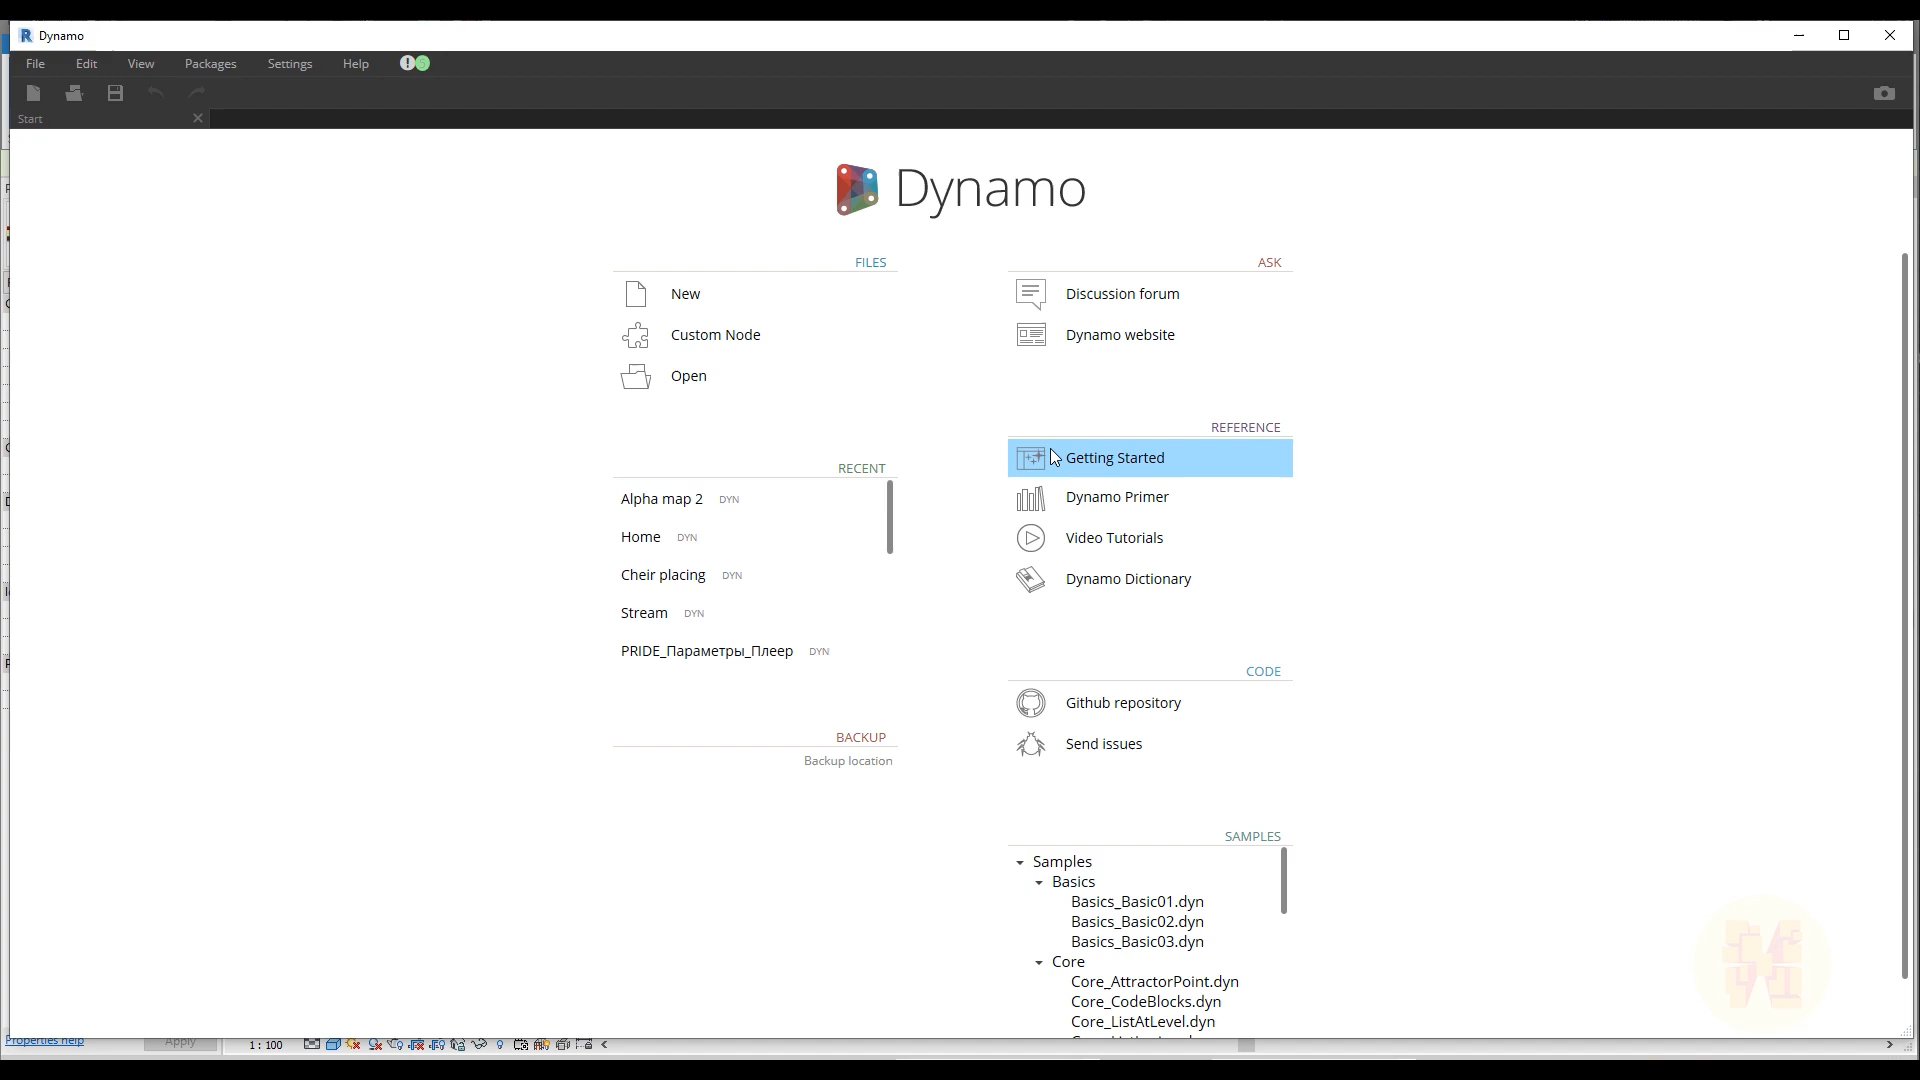 Dynamo
File Edit View Packages Settings Help ! 5
Start
Dynamo
FILES
New
Custom Node
Open
RECENT
Alpha map 2 DYN
Home DYN
Cheir placing DYN
Stream DYN
PRIDE_Параметры_Плеер DYN
BACKUP
Backup location
ASK
Discussion forum
Dynamo website
REFERENCE
Getting Started
Dynamo Primer
Video Tutorials
Dynamo Dictionary
CODE
Github repository
Send issues
SAMPLES
Samples
Basics
Basics_Basic01.dyn
Basics_Basic02.dyn
Basics_Basic03.dyn
Core
Core_AttractorPoint.dyn
Core_CodeBlocks.dyn
Core_ListAtLevel.dyn
Properties help Apply 1 : 100